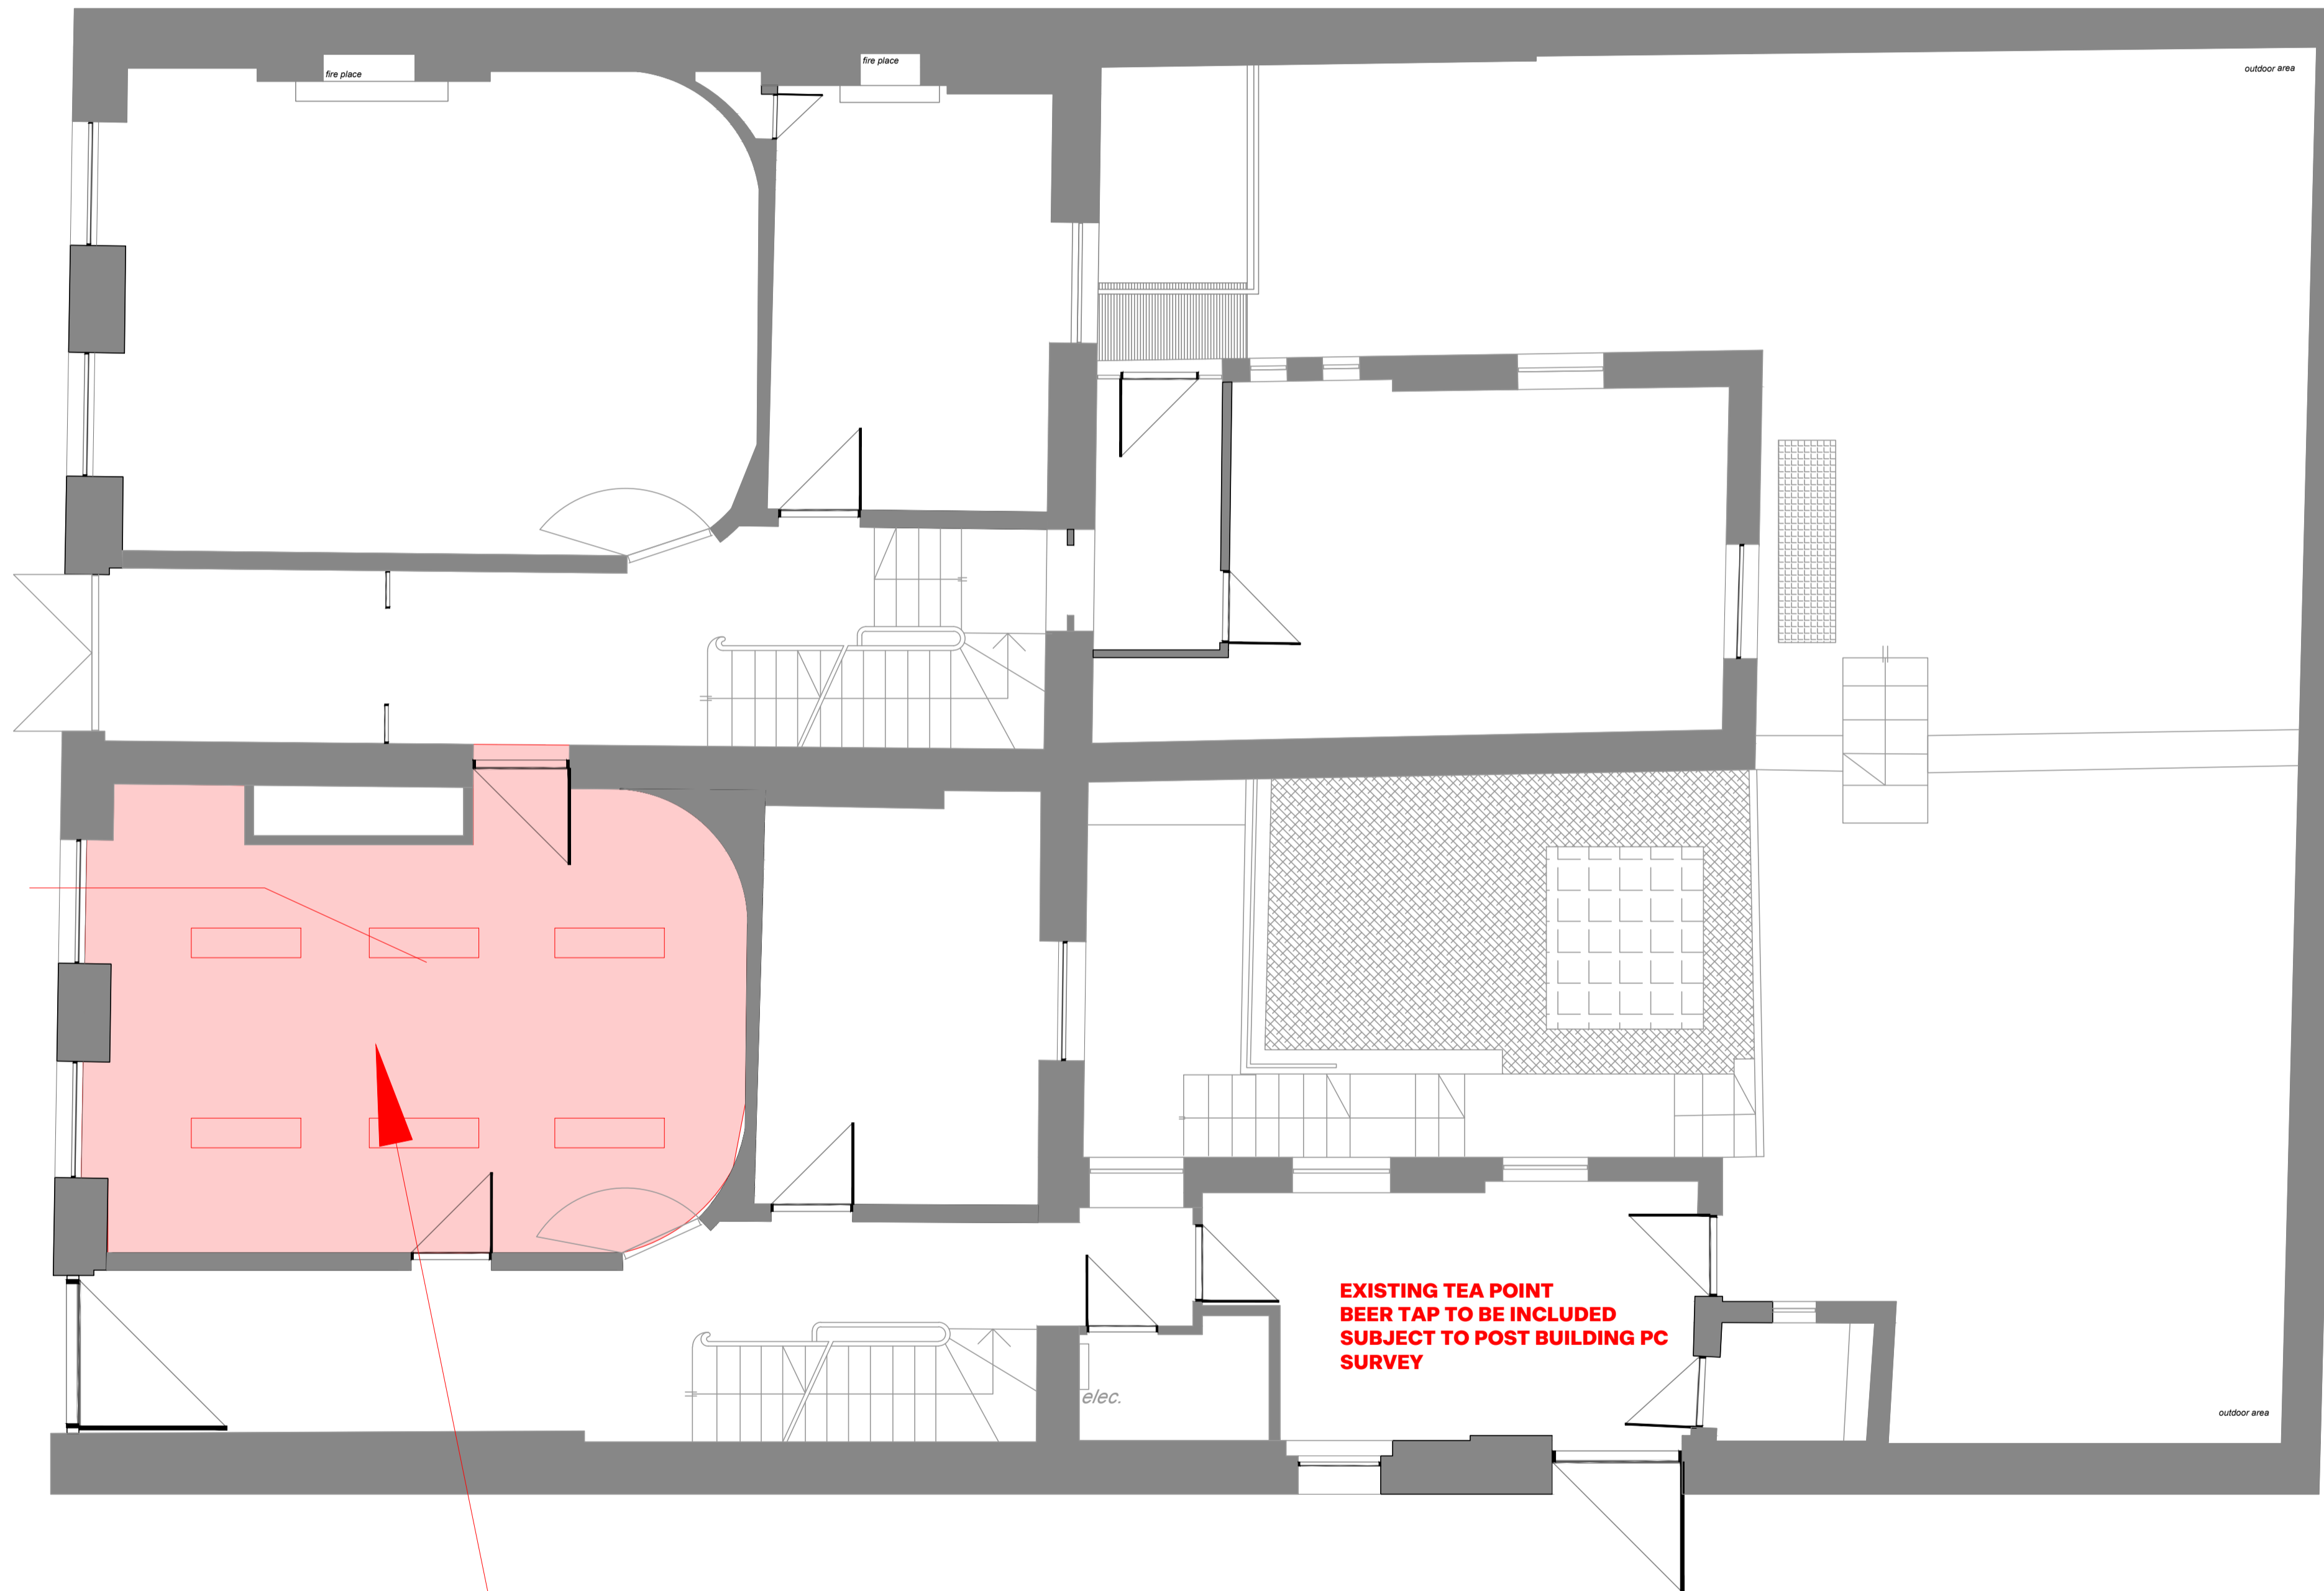 fire place
fire place
outdoor area
EXISTING TEA POINT
BEER TAP TO BE INCLUDED
SUBJECT TO POST BUILDING PC
SURVEY
elec.
outdoor area